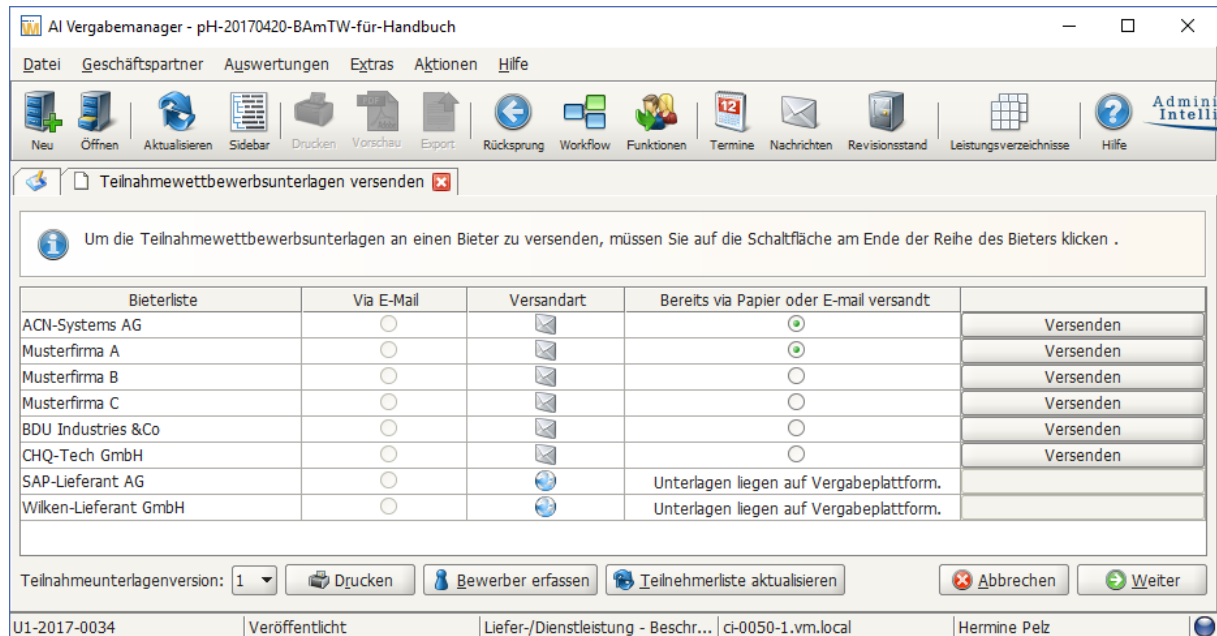 AI Vergabemanager - pH-20170420-BAmTW-für-Handbuch
Datei Geschäftspartner Auswertungen Extras Aktionen Hilfe
Neu Öffnen Aktualisieren Sidebar Drucken Vorschau Export Rücksprung Workflow Funktionen 12 Termine Nachrichten Revisionsstand Leistungsverzeichnisse Hilfe
Admini
Intelli
Teilnahmewettbewerbsunterlagen versenden
Um die Teilnahmewettbewerbsunterlagen an einen Bieter zu versenden, müssen Sie auf die Schaltfläche am Ende der Reihe des Bieters klicken .
Bieterliste Via E-Mail Versandart Bereits via Papier oder E-mail versandt
ACN-Systems AG Versenden
Musterfirma A Versenden
Musterfirma B Versenden
Musterfirma C Versenden
BDU Industries &Co Versenden
CHQ-Tech GmbH Versenden
SAP-Lieferant AG Unterlagen liegen auf Vergabeplattform.
Wilken-Lieferant GmbH Unterlagen liegen auf Vergabeplattform.
Teilnahmeunterlagenversion: 1 Drucken Bewerber erfassen Teilnehmerliste aktualisieren Abbrechen Weiter
U1-2017-0034 Veröffentlicht Liefer-/Dienstleistung - Beschr... ci-0050-1.vm.local Hermine Pelz